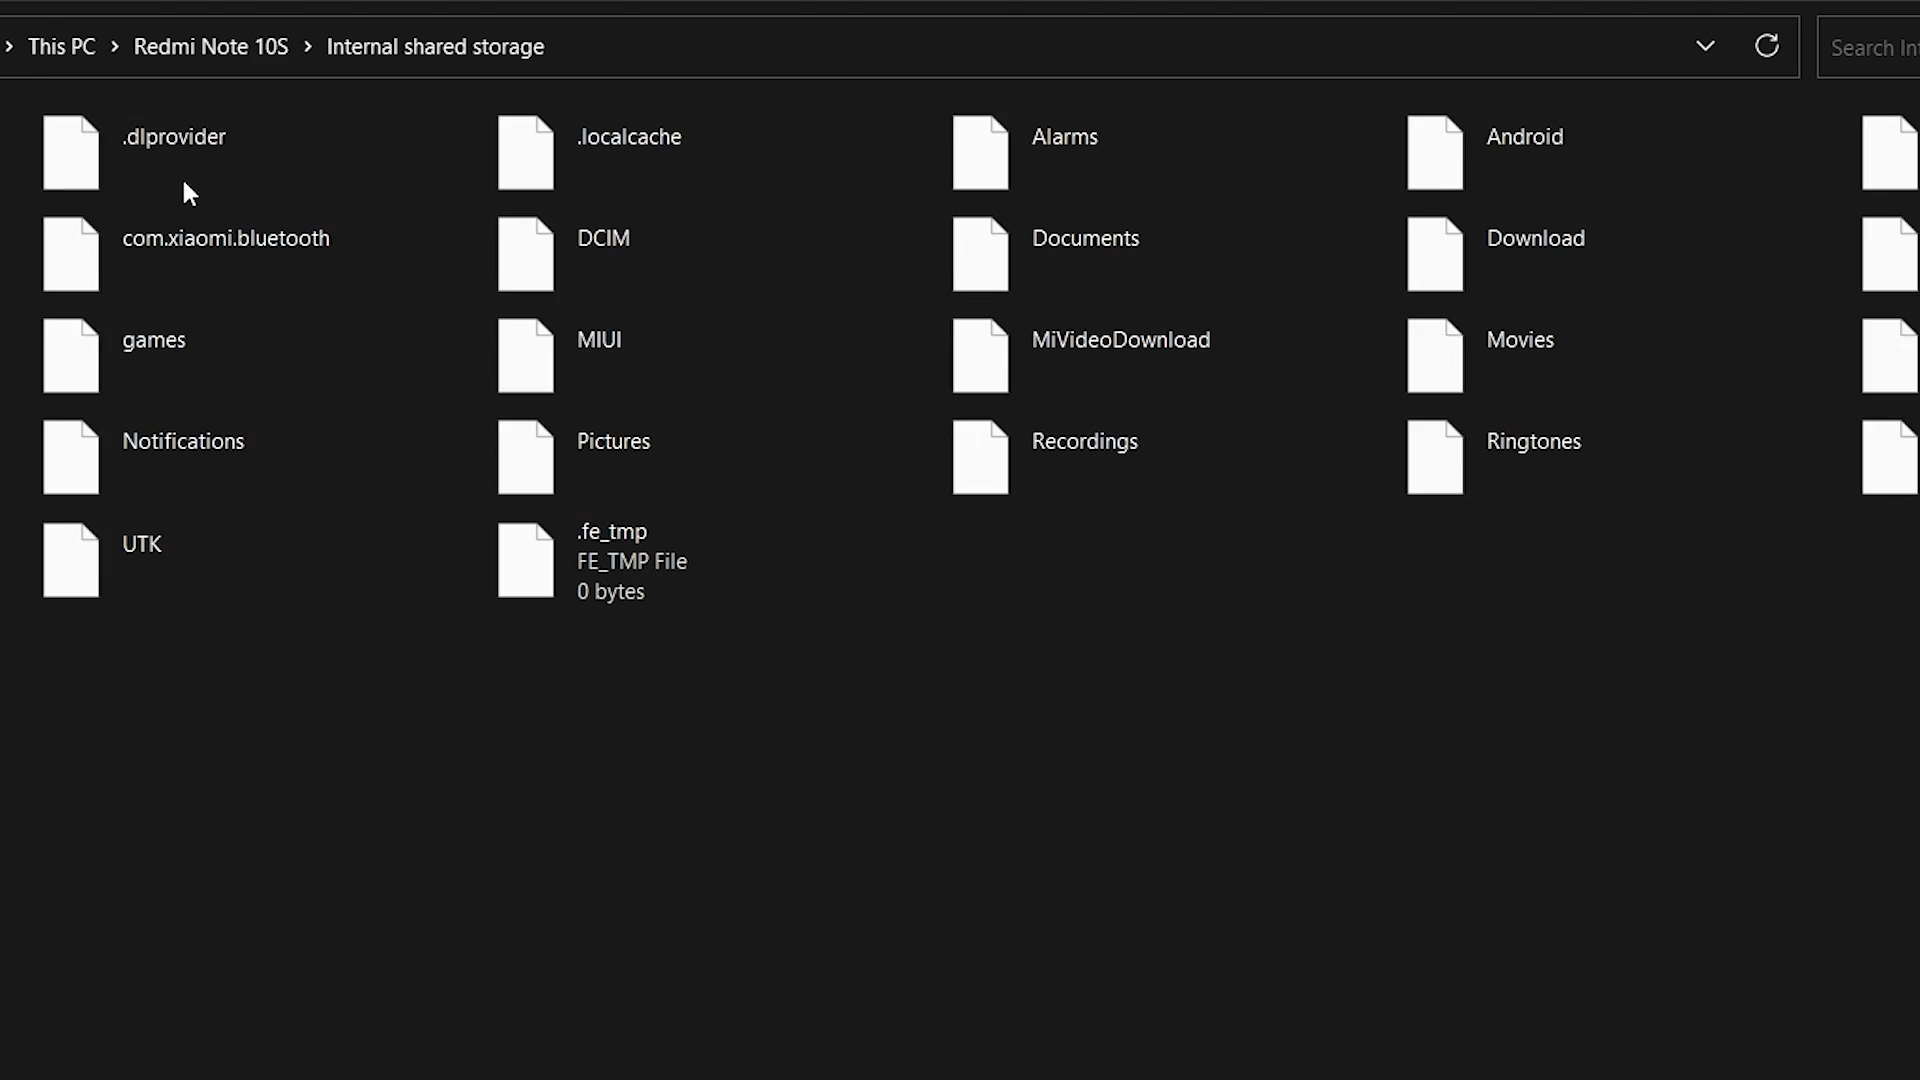 This PC > Redmi Note 10S > Internal shared storage
Search Int
.dlprovider
.localcache
Alarms
Android
com.xiaomi.bluetooth
DCIM
Documents
Download
games
MIUI
MiVideoDownload
Movies
Notifications
Pictures
Recordings
Ringtones
UTK
.fe_tmp
FE_TMP File
0 bytes